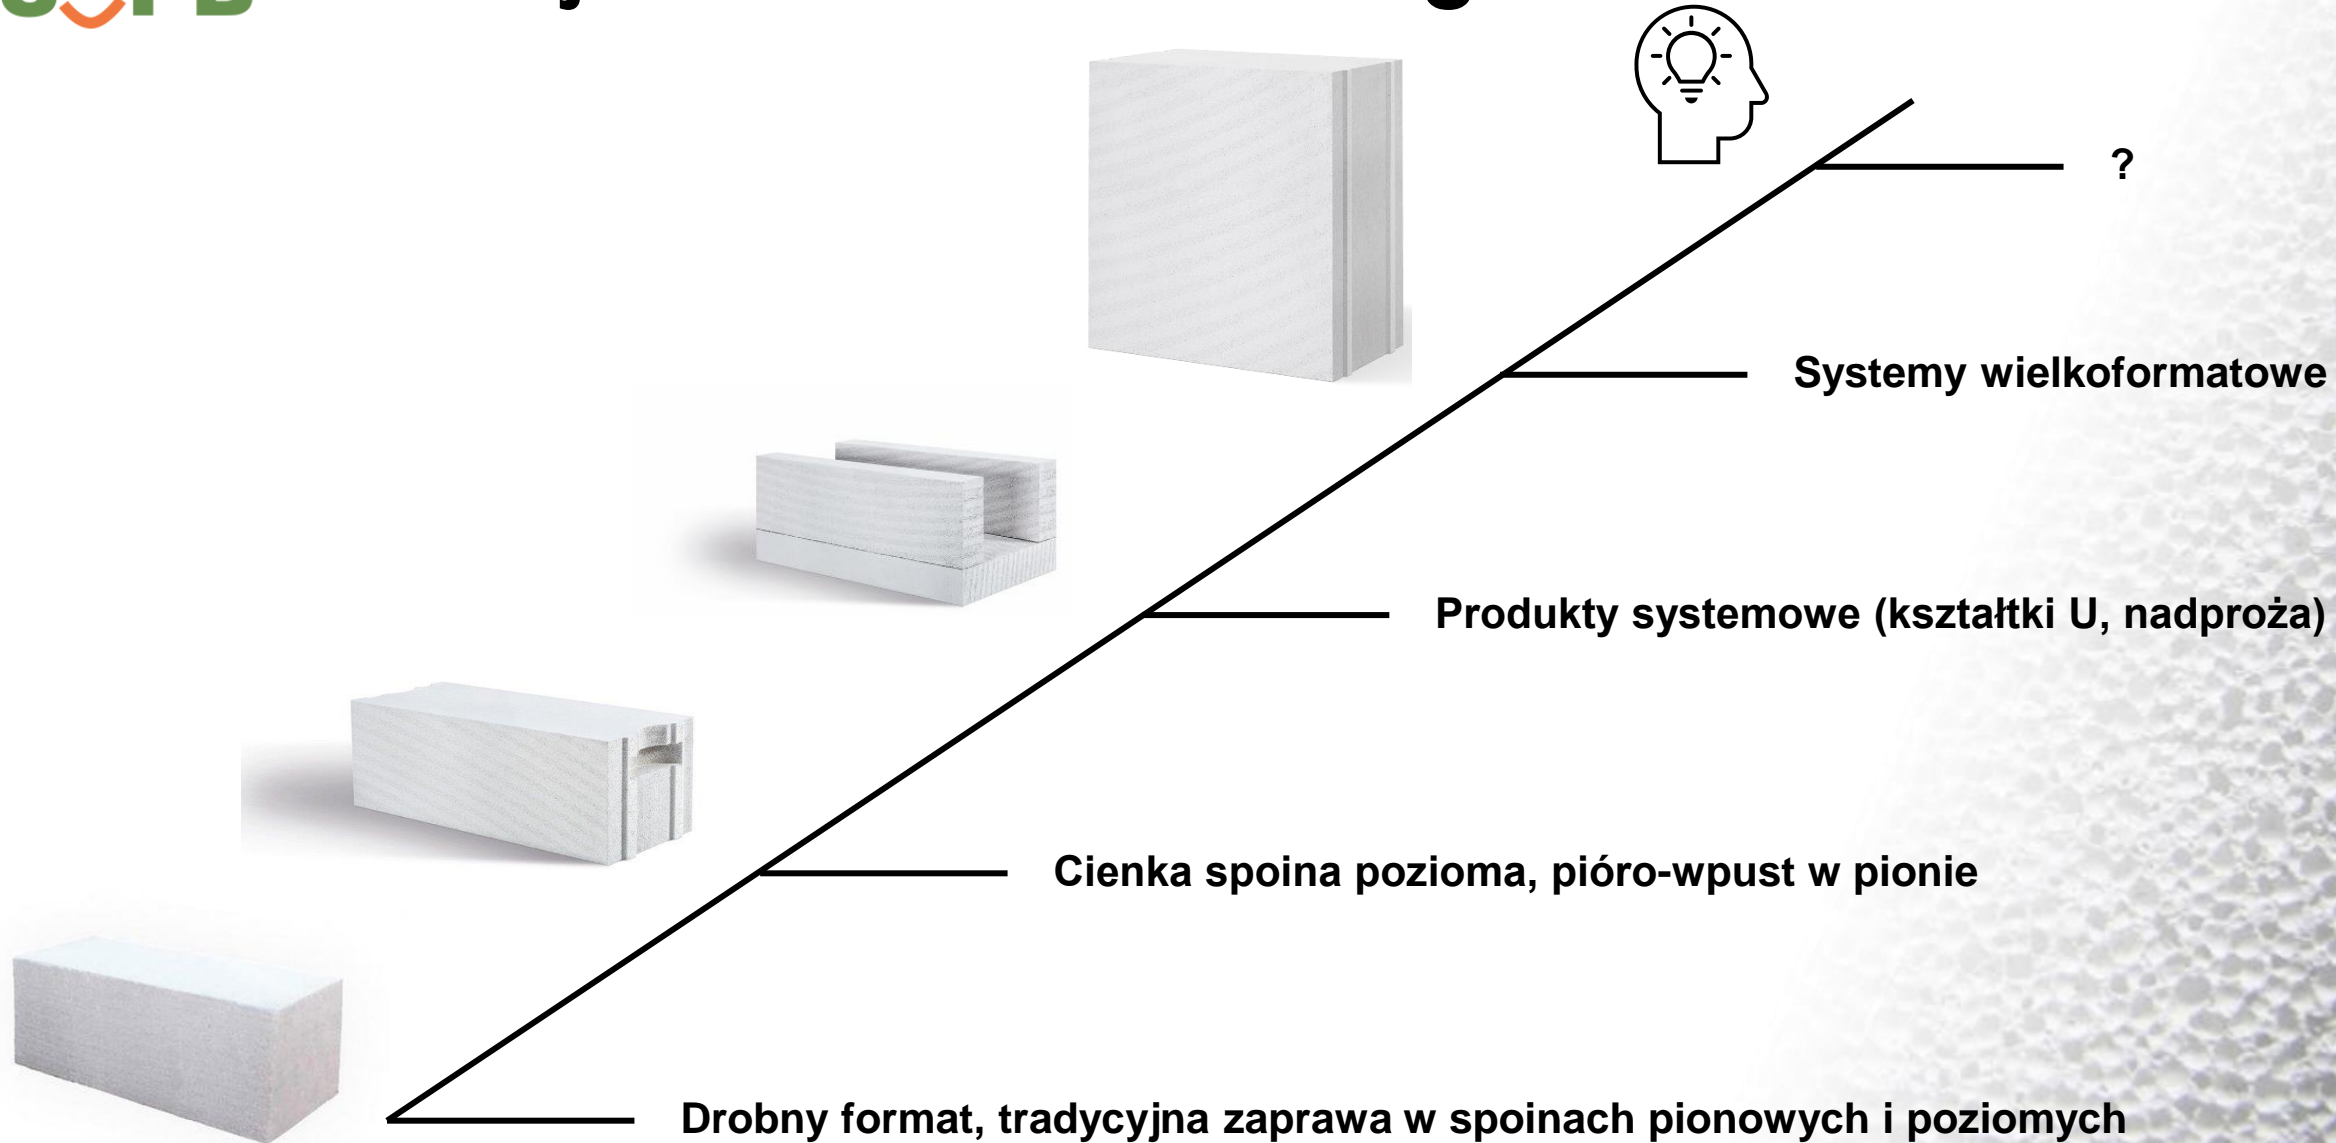 ?
Systemy wielkoformatowe
Produkty systemowe (kształtki U, nadproża)
Cienka spoina pozioma, pióro-wpust w pionie
Drobny format, tradycyjna zaprawa w spoinach pionowych i poziomych